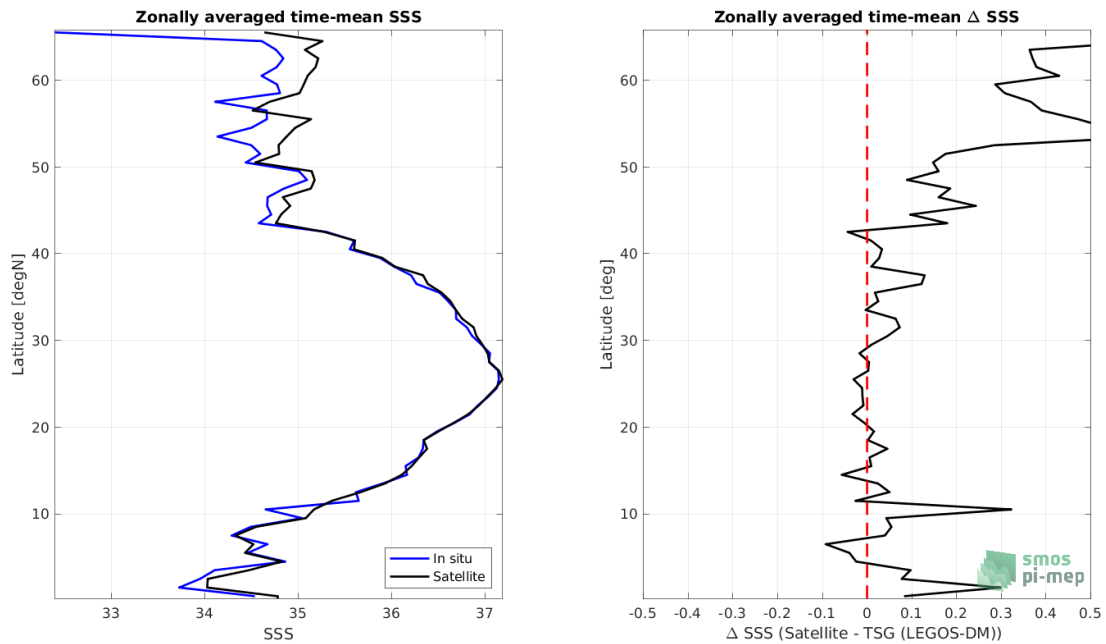 Zonally averaged time-mean SSS
60
50
40
30
20
10
Latitude [degN]
33
34
35
36
37
SSS
In situ
Satellite
Zonally averaged time-mean Δ SSS
60
50
40
30
20
10
Latitude [deg]
-0.5
-0.4
-0.3
-0.2
-0.1
0
0.1
0.2
0.3
0.4
0.5
Δ SSS (Satellite - TSG (LEGOS-DM))
smos
pi-mep